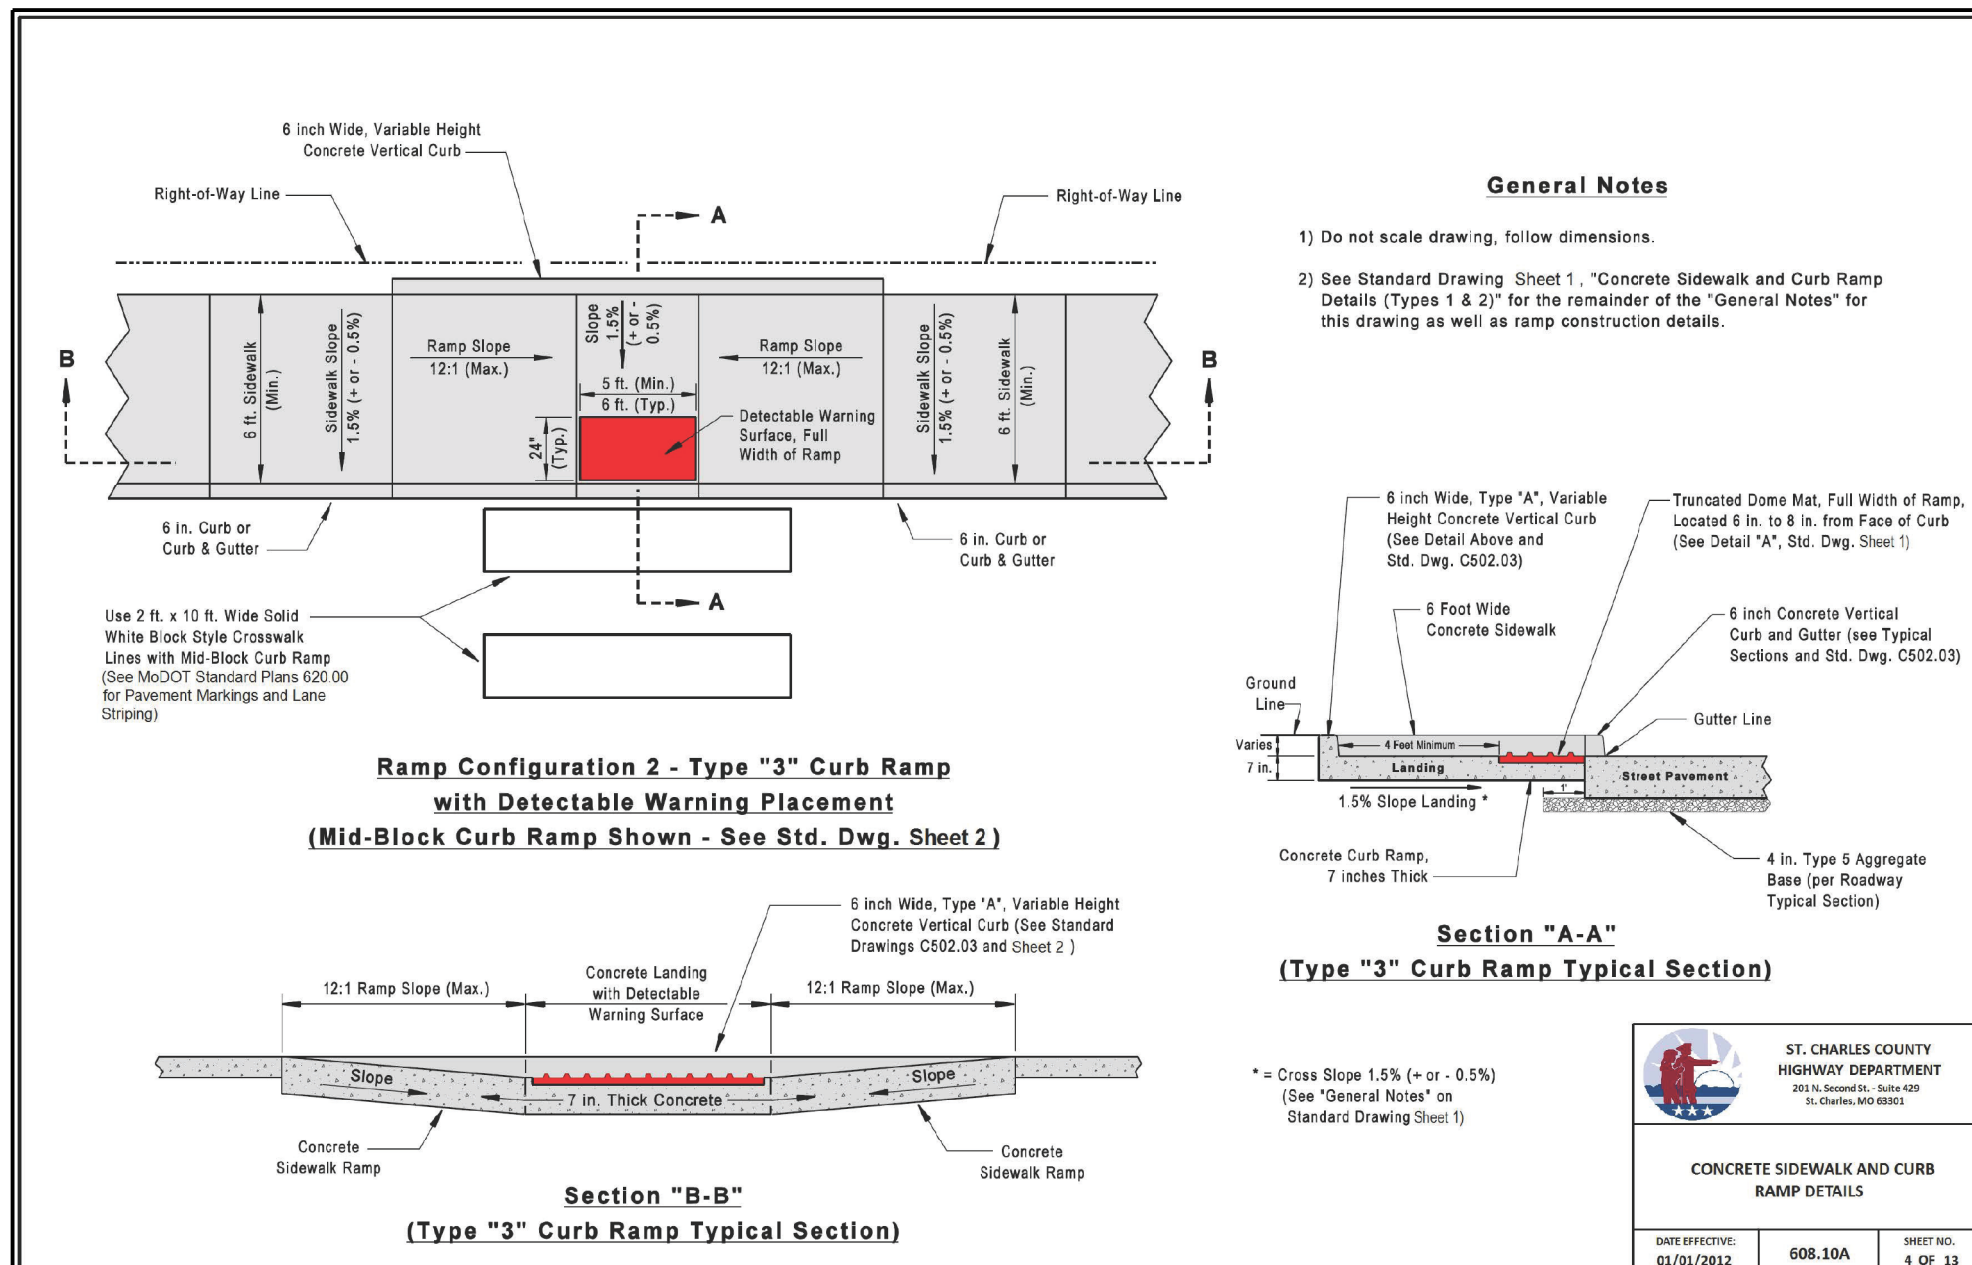 6 inch Wide, Variable Height
Concrete Vertical Curb
Right-of-Way Line
A
Right-of-Way Line
B
B
6 ft. Sidewalk
(Min.)
Sidewalk Slope
1.5% (+ or - 0.5%)
Ramp Slope
12:1 (Max.)
Slope
1.5%
(+ or -
0.5%)
5 ft. (Min.)
6 ft. (Typ.)
24"
(Typ.)
Ramp Slope
12:1 (Max.)
Detectable Warning
Surface, Full
Width of Ramp
Sidewalk Slope
1.5% (+ or - 0.5%)
6 ft. Sidewalk
(Min.)
6 in. Curb or
Curb & Gutter
6 in. Curb or
Curb & Gutter
A
Use 2 ft. x 10 ft. Wide Solid
White Block Style Crosswalk
Lines with Mid-Block Curb Ramp
(See MoDOT Standard Plans 620.00
for Pavement Markings and Lane
Striping)
Ramp Configuration 2 - Type "3" Curb Ramp
with Detectable Warning Placement
(Mid-Block Curb Ramp Shown - See Std. Dwg. Sheet 2 )
6 inch Wide, Type "A", Variable Height
Concrete Vertical Curb (See Standard
Drawings C502.03 and Sheet 2 )
12:1 Ramp Slope (Max.)
Concrete Landing
with Detectable
Warning Surface
12:1 Ramp Slope (Max.)
Slope
Slope
7 in. Thick Concrete
Concrete
Sidewalk Ramp
Concrete
Sidewalk Ramp
Section "B-B"
(Type "3" Curb Ramp Typical Section)
General Notes
1) Do not scale drawing, follow dimensions.
2) See Standard Drawing Sheet 1 , "Concrete Sidewalk and Curb Ramp
Details (Types 1 & 2)" for the remainder of the "General Notes" for
this drawing as well as ramp construction details.
6 inch Wide, Type "A", Variable
Height Concrete Vertical Curb
(See Detail Above and
Std. Dwg. C502.03)
Truncated Dome Mat, Full Width of Ramp,
Located 6 in. to 8 in. from Face of Curb
(See Detail "A", Std. Dwg. Sheet 1)
6 Foot Wide
Concrete Sidewalk
6 inch Concrete Vertical
Curb and Gutter (see Typical
Sections and Std. Dwg. C502.03)
Ground
Line
Gutter Line
Varies
4 Feet Minimum
7 in.
Landing
Street Pavement
1'
1.5% Slope Landing *
Concrete Curb Ramp,
7 inches Thick
4 in. Type 5 Aggregate
Base (per Roadway
Typical Section)
Section "A-A"
(Type "3" Curb Ramp Typical Section)
* = Cross Slope 1.5% (+ or - 0.5%)
(See "General Notes" on
Standard Drawing Sheet 1)
ST. CHARLES COUNTY
HIGHWAY DEPARTMENT
201 N. Second St. - Suite 429
St. Charles, MO 63301
CONCRETE SIDEWALK AND CURB
RAMP DETAILS
DATE EFFECTIVE:
01/01/2012
608.10A
SHEET NO.
4 OF 13